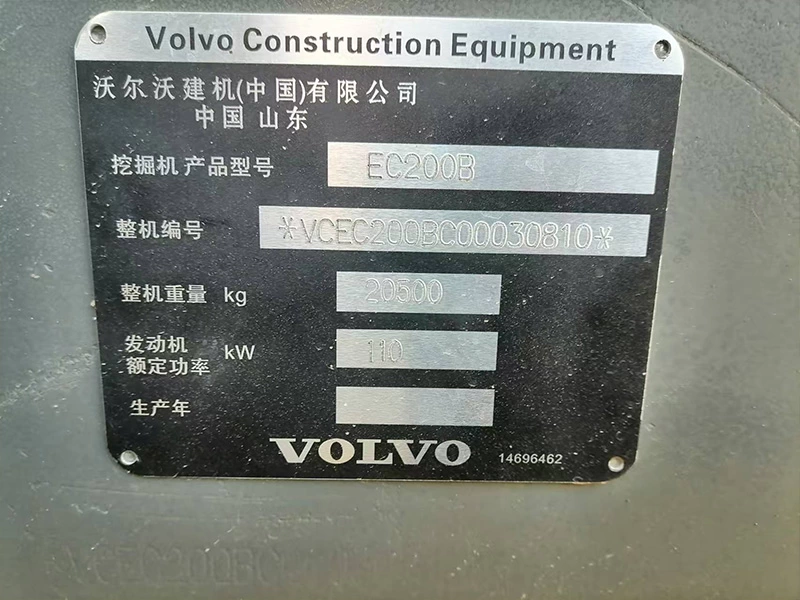 Volvo Construction Equipment
沃尔沃建机(中国)有限公司
中国 山东
挖掘机 产品型号 EC200B
整机编号 *VCEC200BC00030810*
整机重量 kg 20500
发动机
额定功率 kW 110
生产年
VOLVO 14696462
VCEC200BC